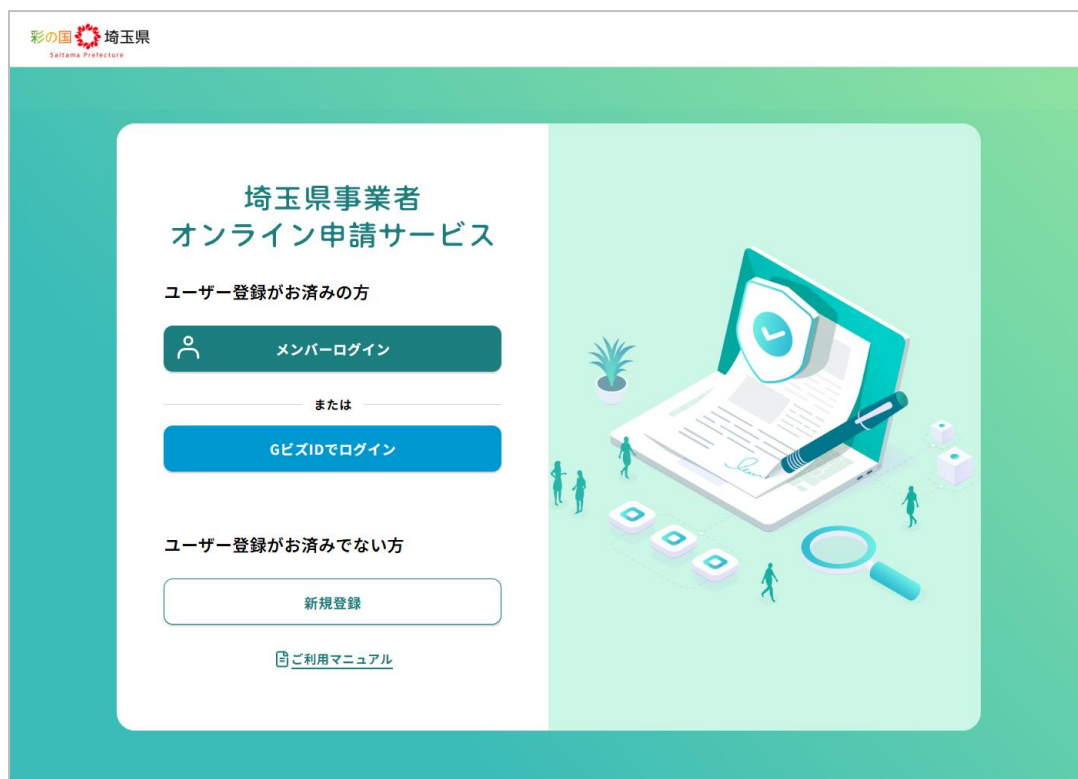 彩の国 埼玉県
Saitama Prefecture
埼玉県事業者
オンライン申請サービス
ユーザー登録がお済みの方
メンバーログイン
または
GビズIDでログイン
ユーザー登録がお済みでない方
新規登録
ご利用マニュアル